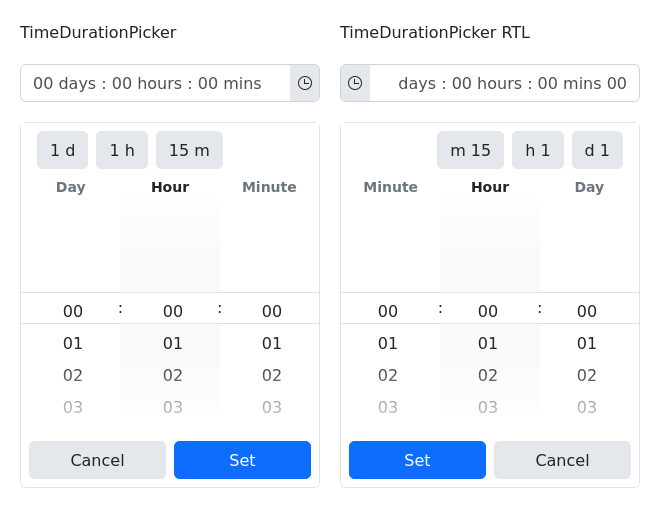 TimeDurationPicker
00 days : 00 hours : 00 mins
1 d 1 h 15 m
Day Hour Minute
00 : 00 : 00
01 01 01
02 02 02
03 03 03
Cancel Set
TimeDurationPicker RTL
days : 00 hours : 00 mins 00
m 15 h 1 d 1
Minute Hour Day
00 : 00 : 00
01 01 01
02 02 02
03 03 03
Set Cancel